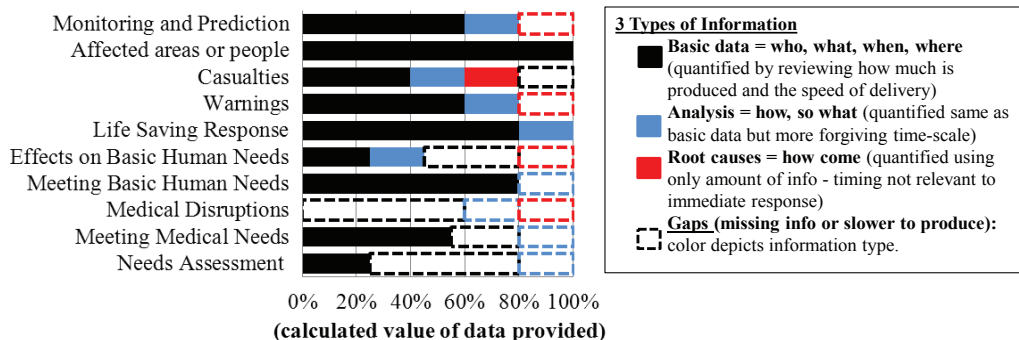 Monitoring and Prediction
Affected areas or people
Casualties
Warnings
Life Saving Response
Effects on Basic Human Needs
Meeting Basic Human Needs
Medical Disruptions
Meeting Medical Needs
Needs Assessment
0% 20% 40% 60% 80% 100%
(calculated value of data provided)
3 Types of Information
Basic data = who, what, when, where
(quantified by reviewing how much is
produced and the speed of delivery)
Analysis = how, so what (quantified same as
basic data but more forgiving time-scale)
Root causes = how come (quantified using
only amount of info - timing not relevant to
immediate response)
Gaps (missing info or slower to produce):
color depicts information type.